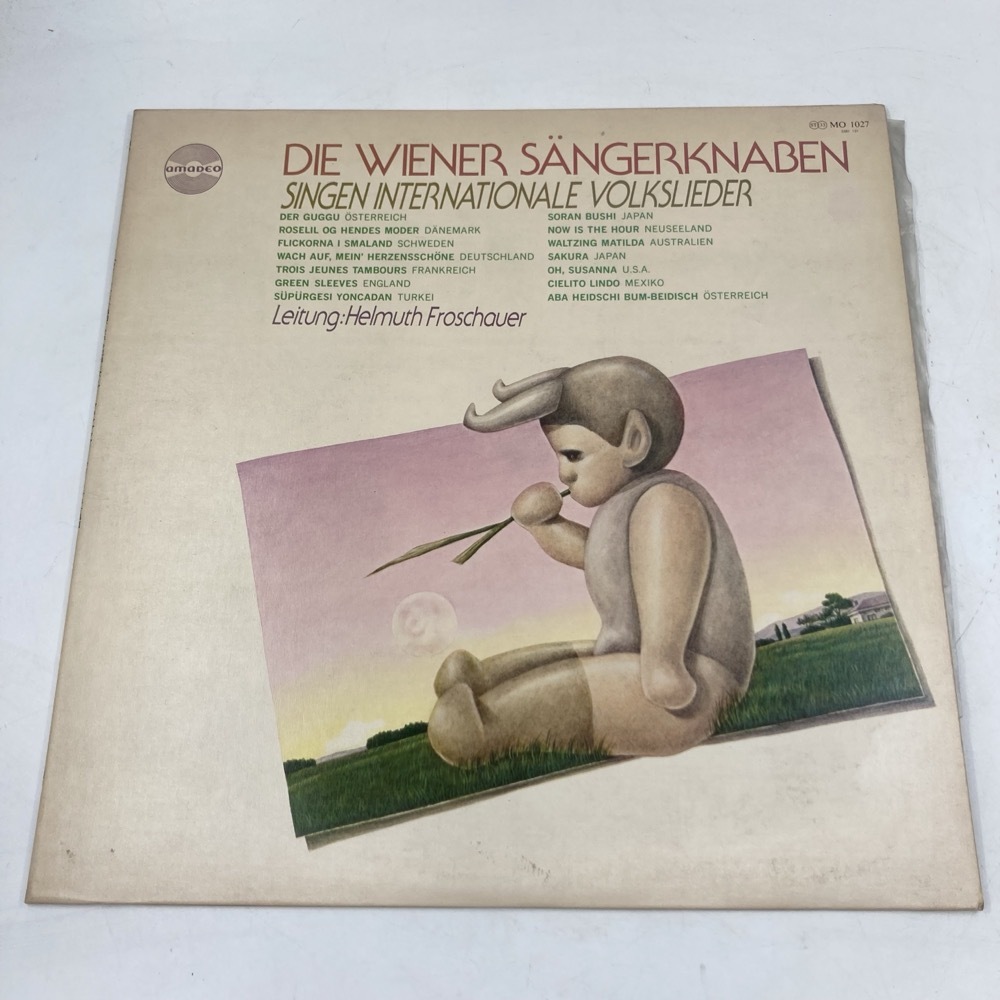 amadeo
MO 1027
DIE WIENER SÄNGERKNABEN
SINGEN INTERNATIONALE VOLKSLIEDER
DER GUGGU ÖSTERREICH
ROSELIL OG HENDES MODER DÄNEMARK
FLICKORNA I SMALAND SCHWEDEN
WACH AUF, MEIN' HERZENSSCHÖNE DEUTSCHLAND
TROIS JEUNES TAMBOURS FRANKREICH
GREEN SLEEVES ENGLAND
SÜPÜRGESI YONCADAN TURKEI
SORAN BUSHI JAPAN
NOW IS THE HOUR NEUSEELAND
WALTZING MATILDA AUSTRALIEN
SAKURA JAPAN
OH, SUSANNA U.S.A.
CIELITO LINDO MEXIKO
ABA HEIDSCHI BUM-BEIDISCH ÖSTERREICH
Leitung: Helmuth Froschauer